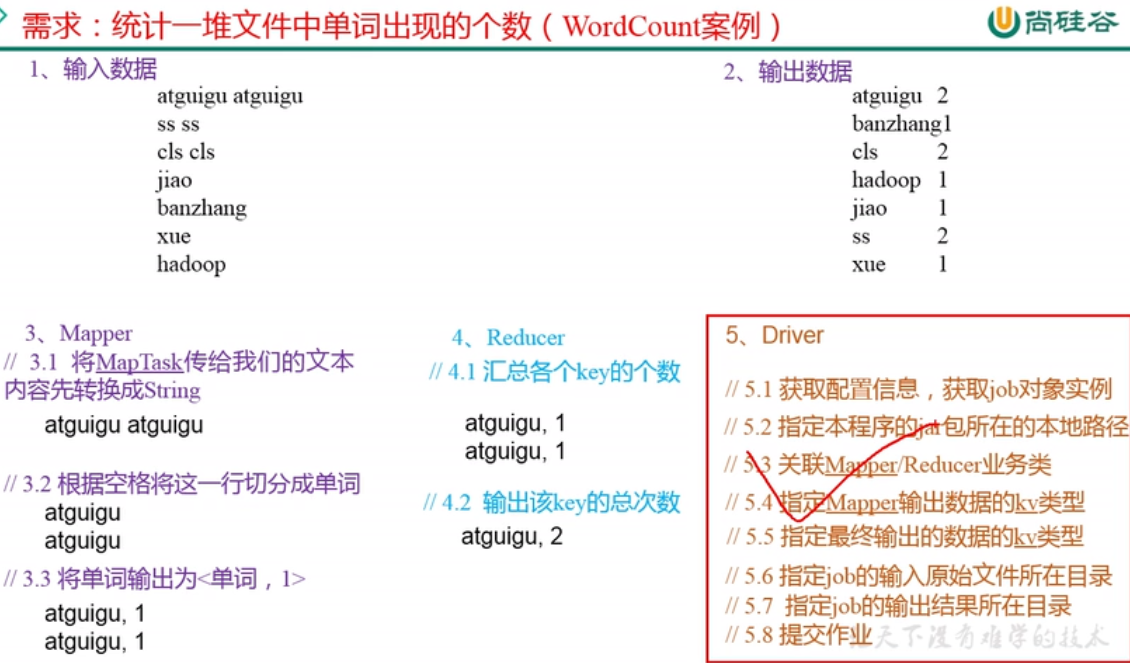 需求：统计一堆文件中单词出现的个数（WordCount案例）
尚硅谷
1、输入数据
atguigu atguigu
ss ss
cls cls
jiao
banzhang
xue
hadoop
2、输出数据
atguigu 2
banzhang1
cls 2
hadoop 1
jiao 1
ss 2
xue 1
3、Mapper
// 3.1 将MapTask传给我们的文本
内容先转换成String
atguigu atguigu
// 3.2 根据空格将这一行切分成单词
atguigu
atguigu
// 3.3 将单词输出为<单词，1>
atguigu, 1
atguigu, 1
4、Reducer
// 4.1 汇总各个key的个数
atguigu, 1
atguigu, 1
// 4.2 输出该key的总次数
atguigu, 2
5、Driver
// 5.1 获取配置信息，获取job对象实例
// 5.2 指定本程序的jar包所在的本地路径
// 5.3 关联Mapper/Reducer业务类
// 5.4 指定Mapper输出数据的kv类型
// 5.5 指定最终输出的数据的kv类型
// 5.6 指定job的输入原始文件所在目录
// 5.7 指定job的输出结果所在目录
// 5.8 提交作业
天下没有难学的技术